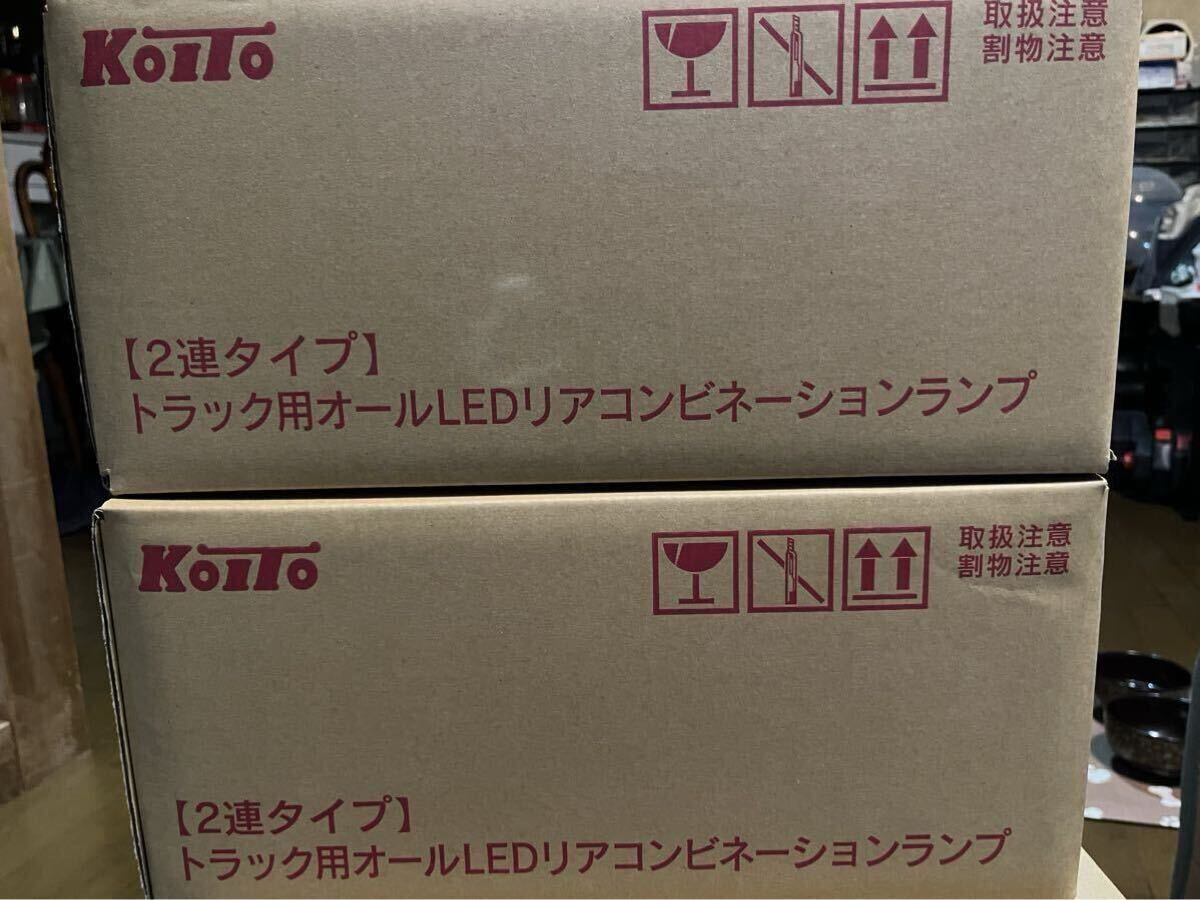 KOITO
取扱注意
割物注意
【2連タイプ】
トラック用オールLEDリアコンビネーションランプ
KOITO
取扱注意
割物注意
【2連タイプ】
トラック用オールLEDリアコンビネーションランプ